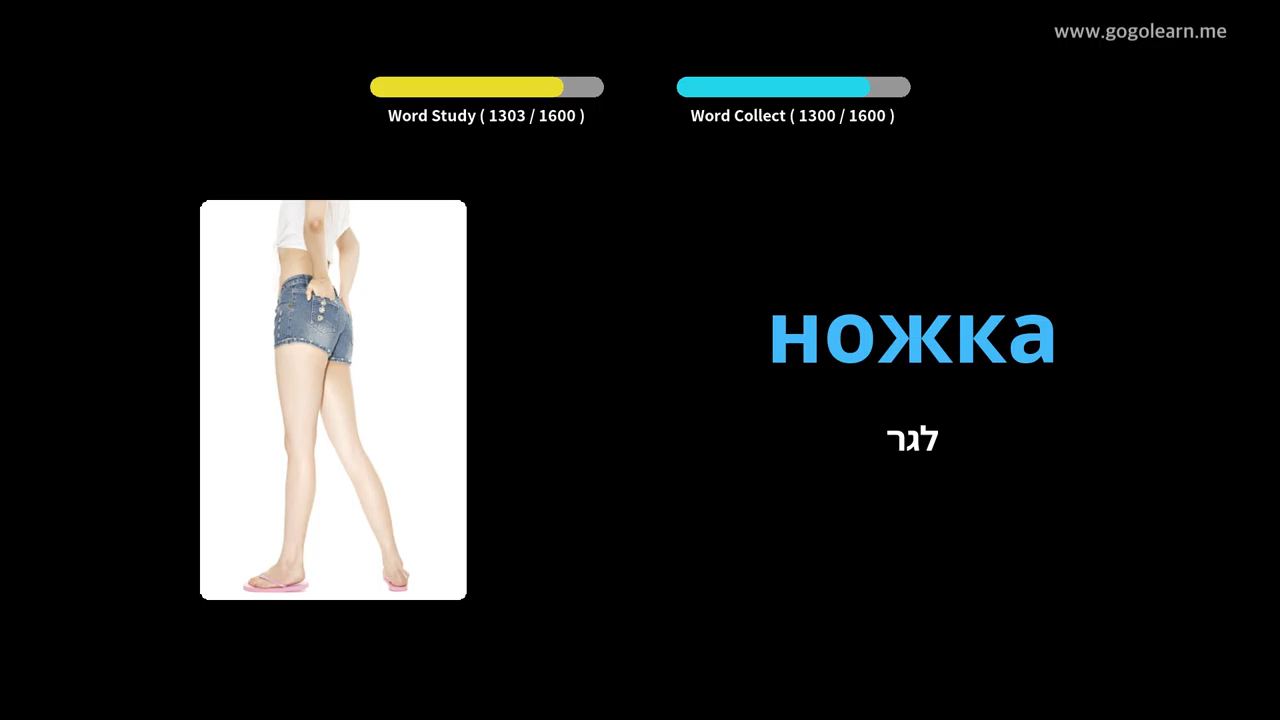 www.gogolearn.me
Word Study ( 1303 / 1600 )
Word Collect ( 1300 / 1600 )
ножка
לגר